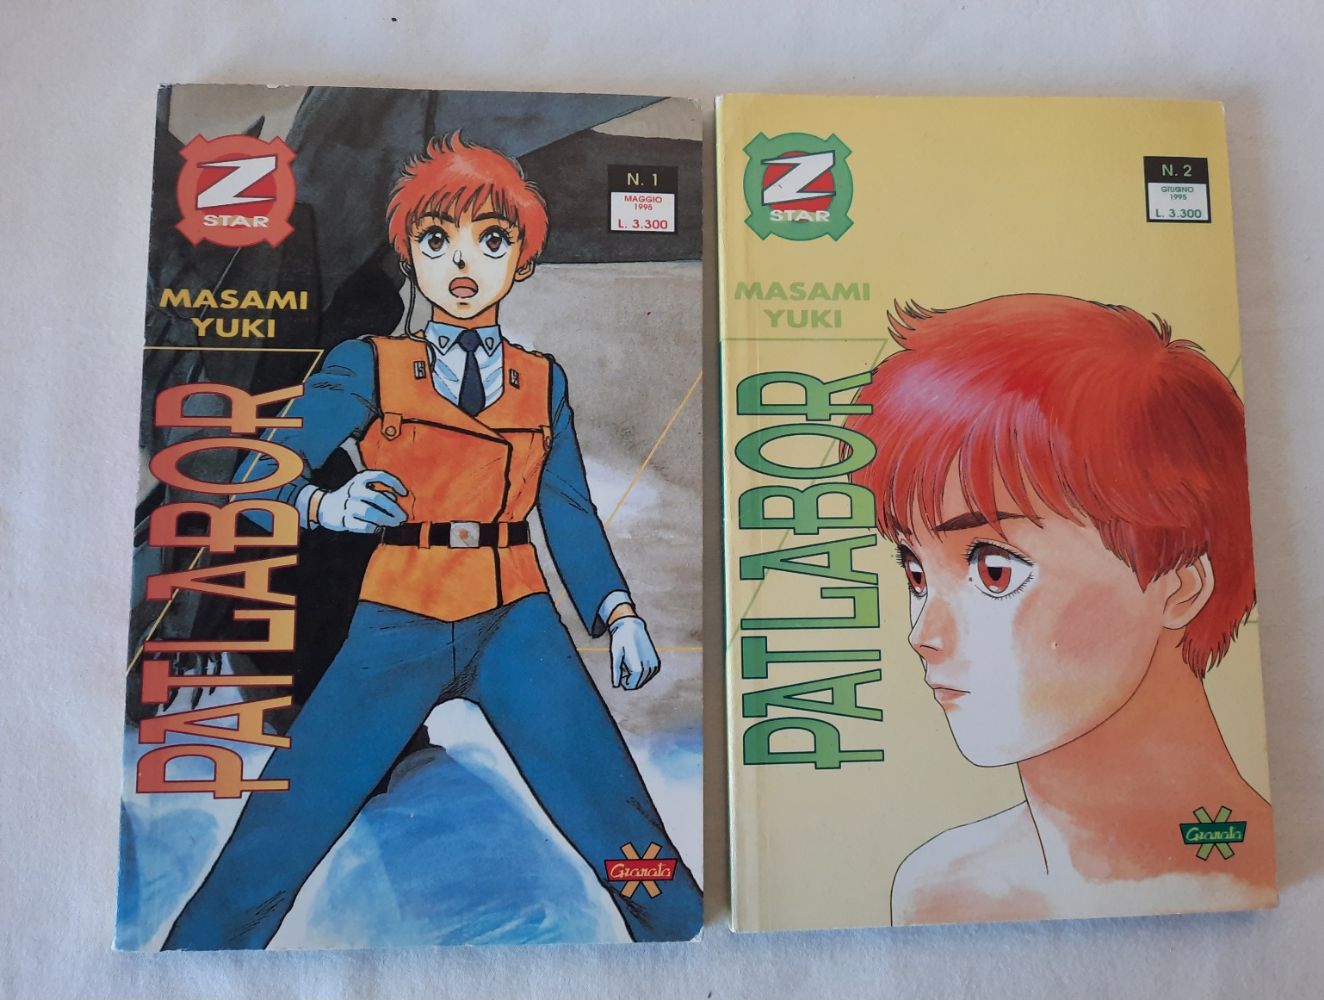 Z
STAR
N. 1
MAGGIO
1995
L. 3.300
MASAMI
YUKI
PATLABOR
Granata
Z
STAR
N. 2
GIUGNO
1995
L. 3.300
MASAMI
YUKI
PATLABOR
Granata